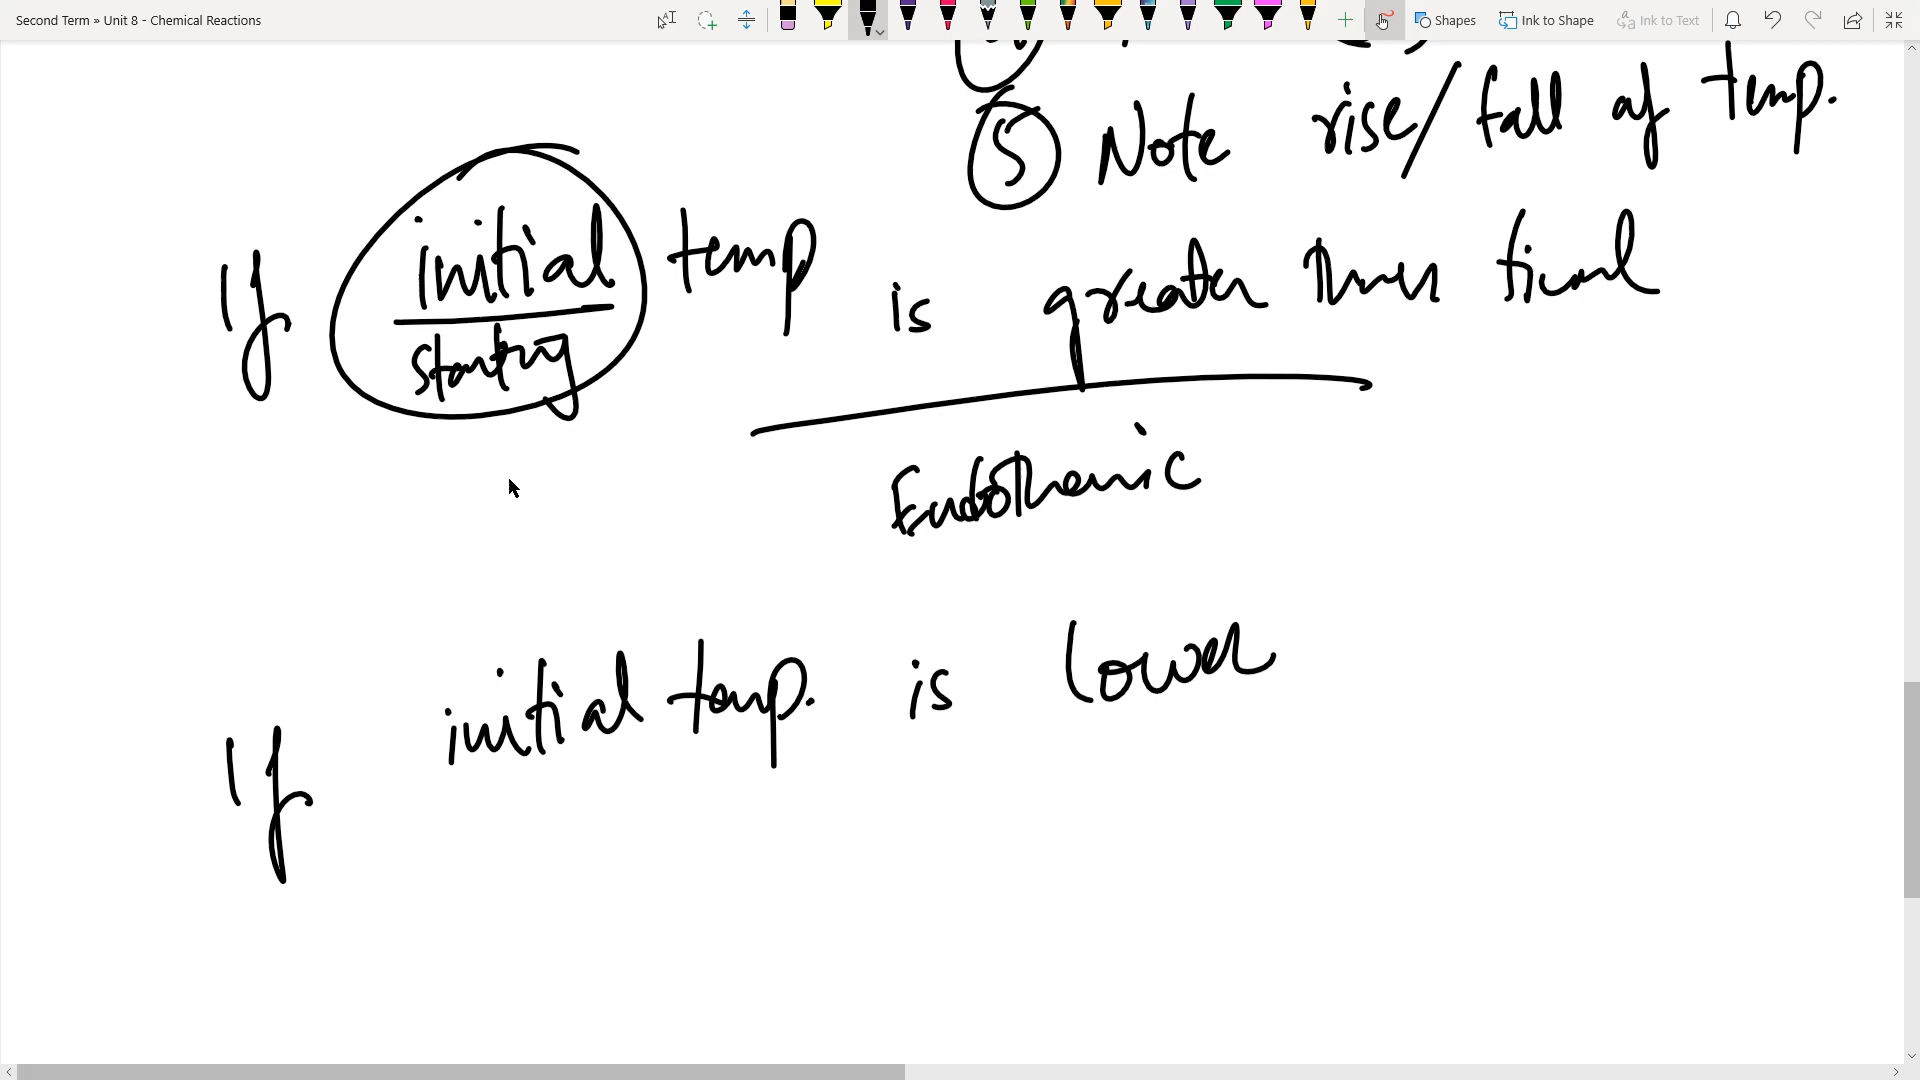 Second Term » Unit 8 - Chemical Reactions
Shapes
Ink to Shape
Ink to Text
5 Note rise/fall of temp.
If initial temp is greater than final
starting
Endothermic
If initial temp. is lower